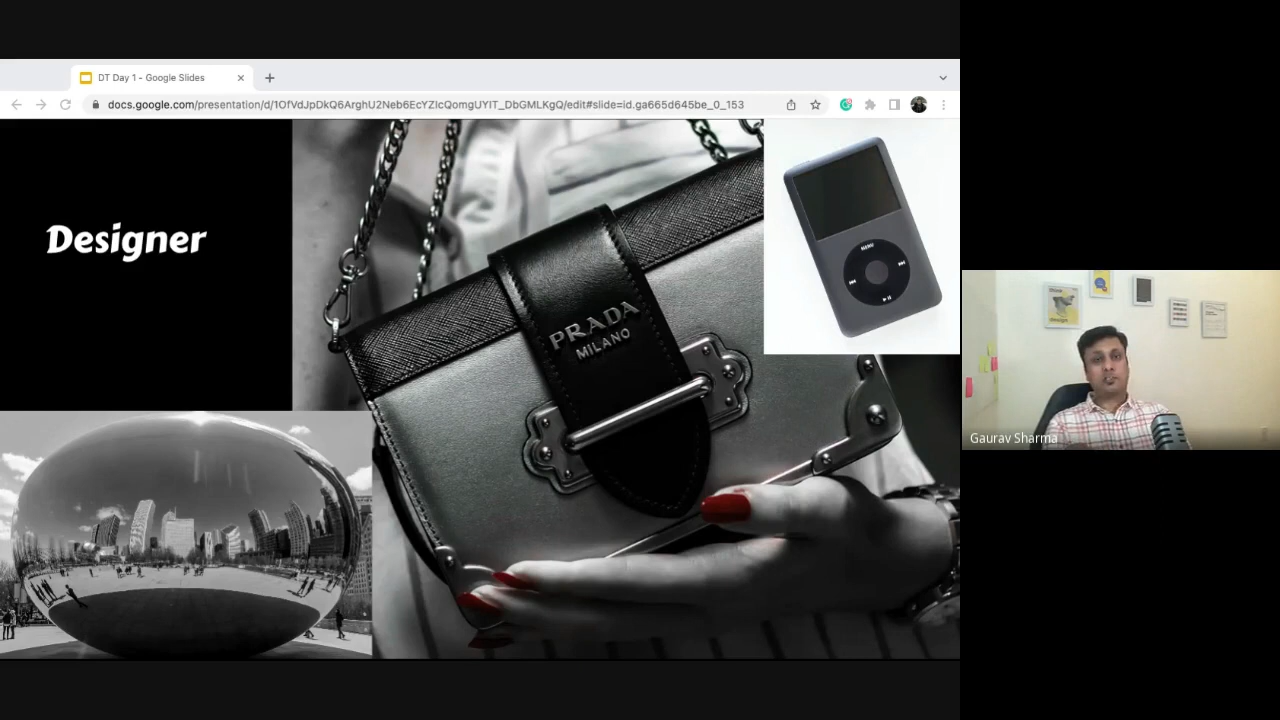 DT Day 1 - Google Slides
docs.google.com/presentation/d/1OfVdJpDkQ6ArghU2Neb6EcYZIcQomgUYIT_DbGMLKgQ/edit#slide=id.ga665d645be_0_153
Designer
PRADA
MILANO
MENU
Gaurav Sharma